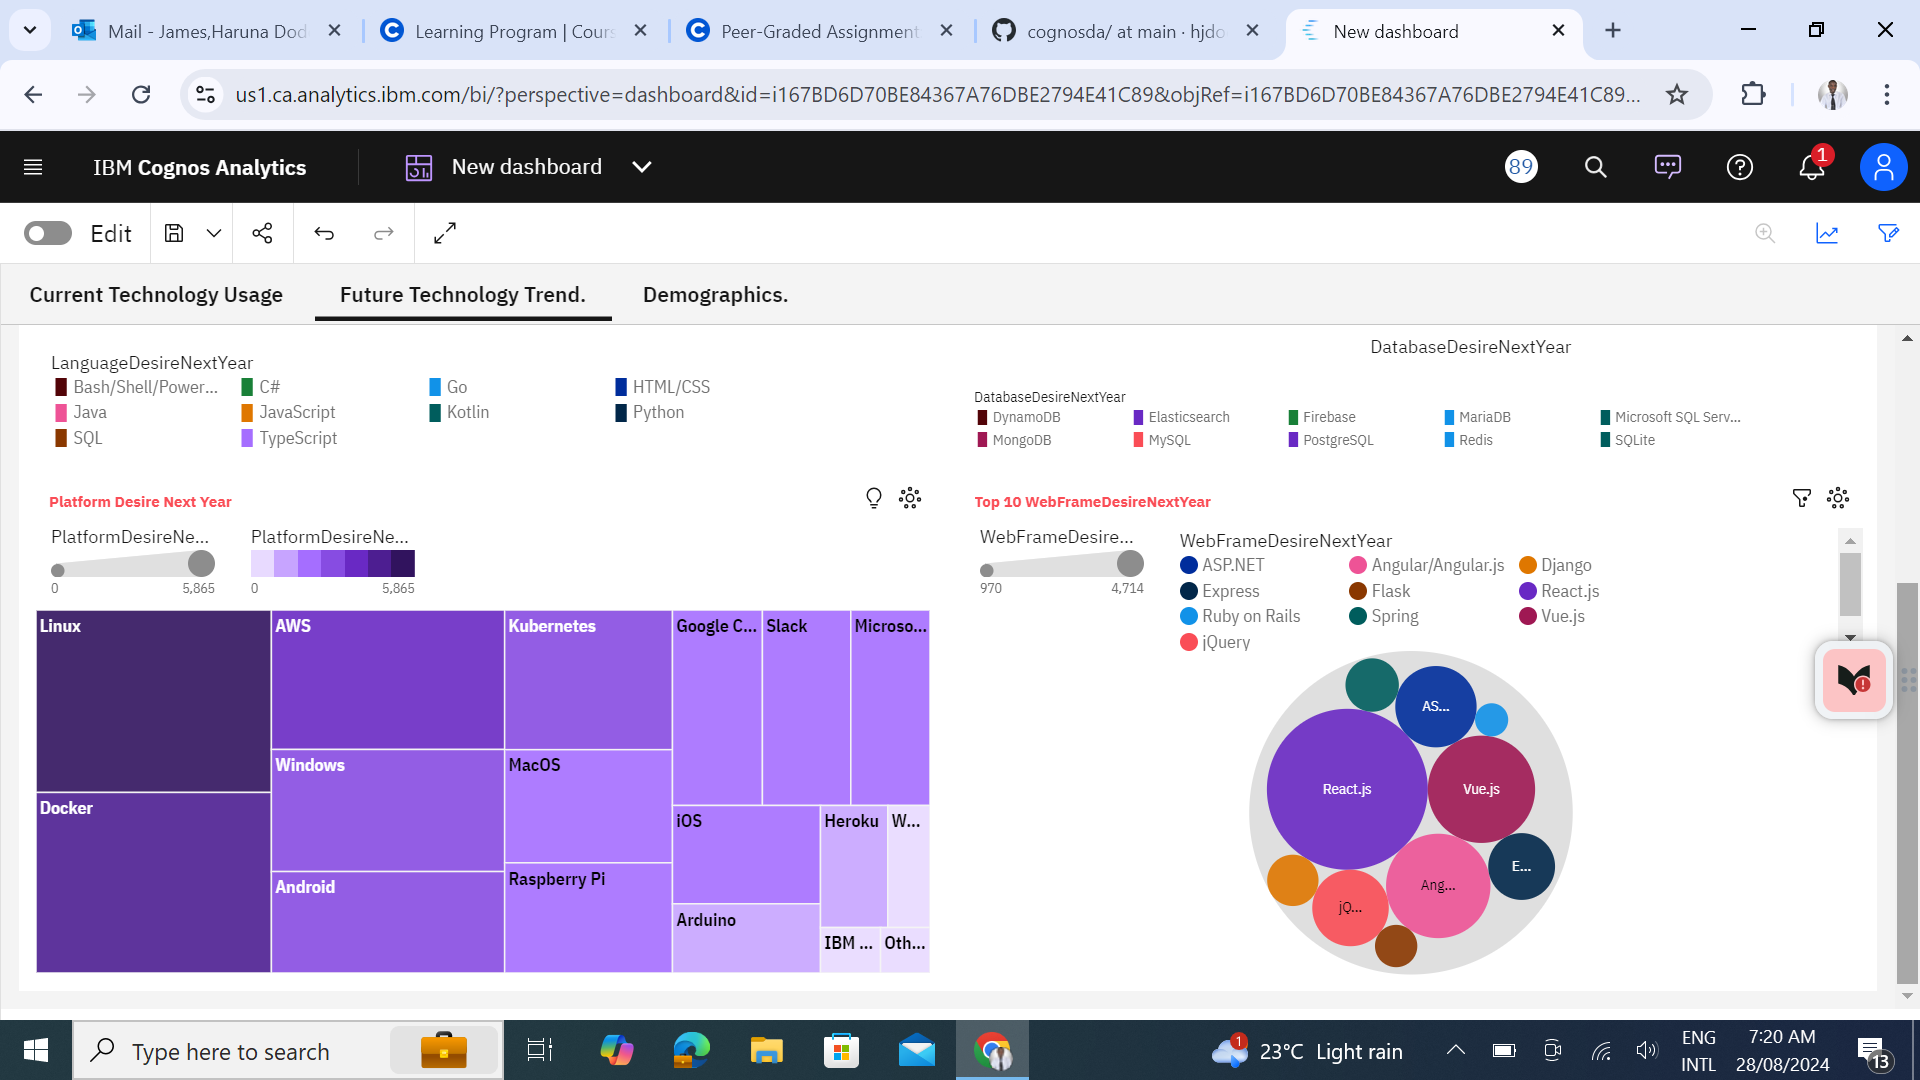 Mail - James,Haruna Dod
Learning Program | Cours
Peer-Graded Assignment
cognosda/ at main · hjdo
New dashboard
us1.ca.analytics.ibm.com/bi/?perspective=dashboard&id=i167BD6D70BE84367A76DBE2794E41C89&objRef=i167BD6D70BE84367A76DBE2794E41C89...
IBM Cognos Analytics
New dashboard
89
1
Edit
Current Technology Usage
Future Technology Trend.
Demographics.
LanguageDesireNextYear
Bash/Shell/Power...
C#
Go
HTML/CSS
Java
JavaScript
Kotlin
Python
SQL
TypeScript
DatabaseDesireNextYear
DatabaseDesireNextYear
DynamoDB
Elasticsearch
Firebase
MariaDB
Microsoft SQL Serv...
MongoDB
MySQL
PostgreSQL
Redis
SQLite
Platform Desire Next Year
PlatformDesireNe...
0
5,865
PlatformDesireNe...
0
5,865
Linux
Docker
AWS
Windows
Android
Kubernetes
MacOS
Raspberry Pi
Google C...
Slack
Microso...
iOS
Arduino
Heroku
W...
IBM ...
Oth...
Top 10 WebFrameDesireNextYear
WebFrameDesire...
970
4,714
WebFrameDesireNextYear
ASP.NET
Angular/Angular.js
Django
Express
Flask
React.js
Ruby on Rails
Spring
Vue.js
jQuery
AS...
React.js
Vue.js
E...
Ang...
jQ...
Type here to search
1
23°C Light rain
ENG
INTL
7:20 AM
28/08/2024
13